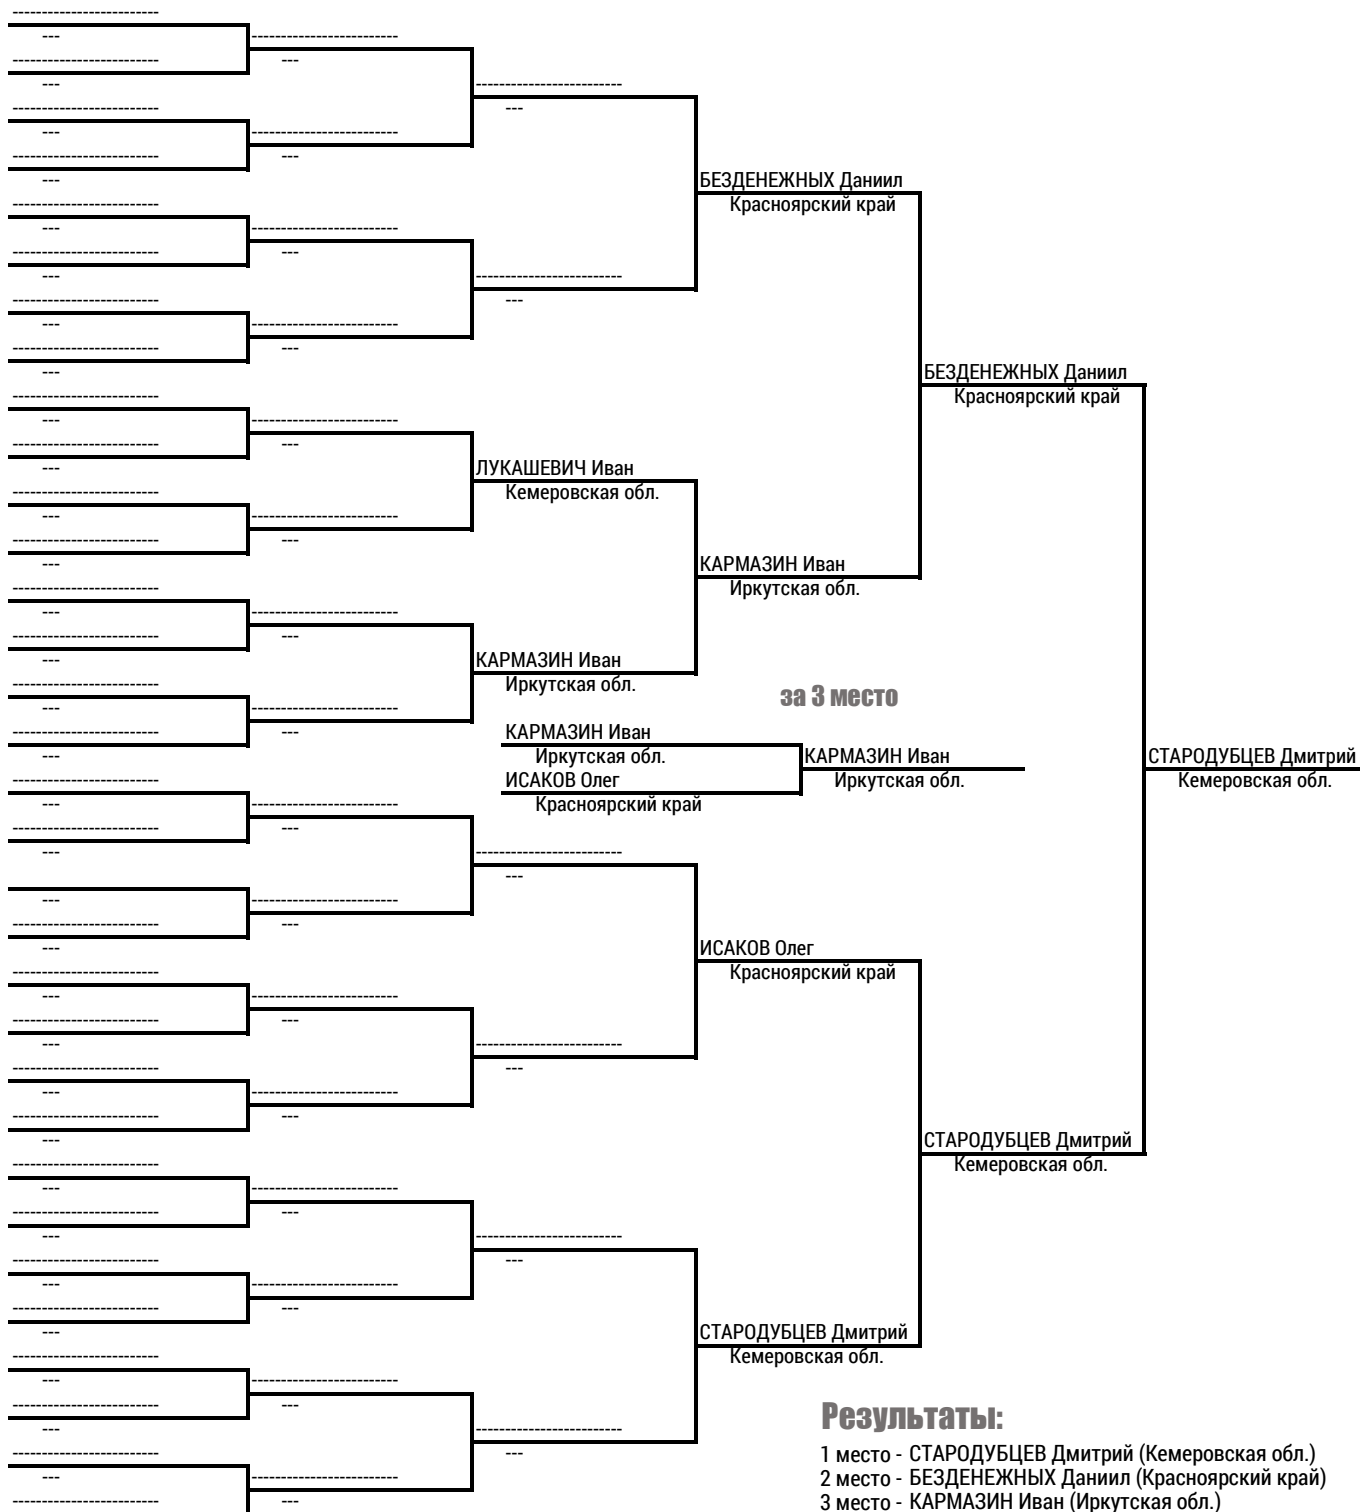 БЕЗДЕНЕЖНЫХ Даниил
Красноярский край
БЕЗДЕНЕЖНЫХ Даниил
Красноярский край
ЛУКАШЕВИЧ Иван
Кемеровская обл.
КАРМАЗИН Иван
Иркутская обл.
КАРМАЗИН Иван
Иркутская обл.
за 3 место
КАРМАЗИН Иван
Иркутская обл.
ИСАКОВ Олег
Красноярский край
КАРМАЗИН Иван
Иркутская обл.
СТАРОДУБЦЕВ Дмитрий
Кемеровская обл.
ИСАКОВ Олег
Красноярский край
СТАРОДУБЦЕВ Дмитрий
Кемеровская обл.
СТАРОДУБЦЕВ Дмитрий
Кемеровская обл.
Результаты:
1 место - СТАРОДУБЦЕВ Дмитрий (Кемеровская обл.)
2 место - БЕЗДЕНЕЖНЫХ Даниил (Красноярский край)
3 место - КАРМАЗИН Иван (Иркутская обл.)